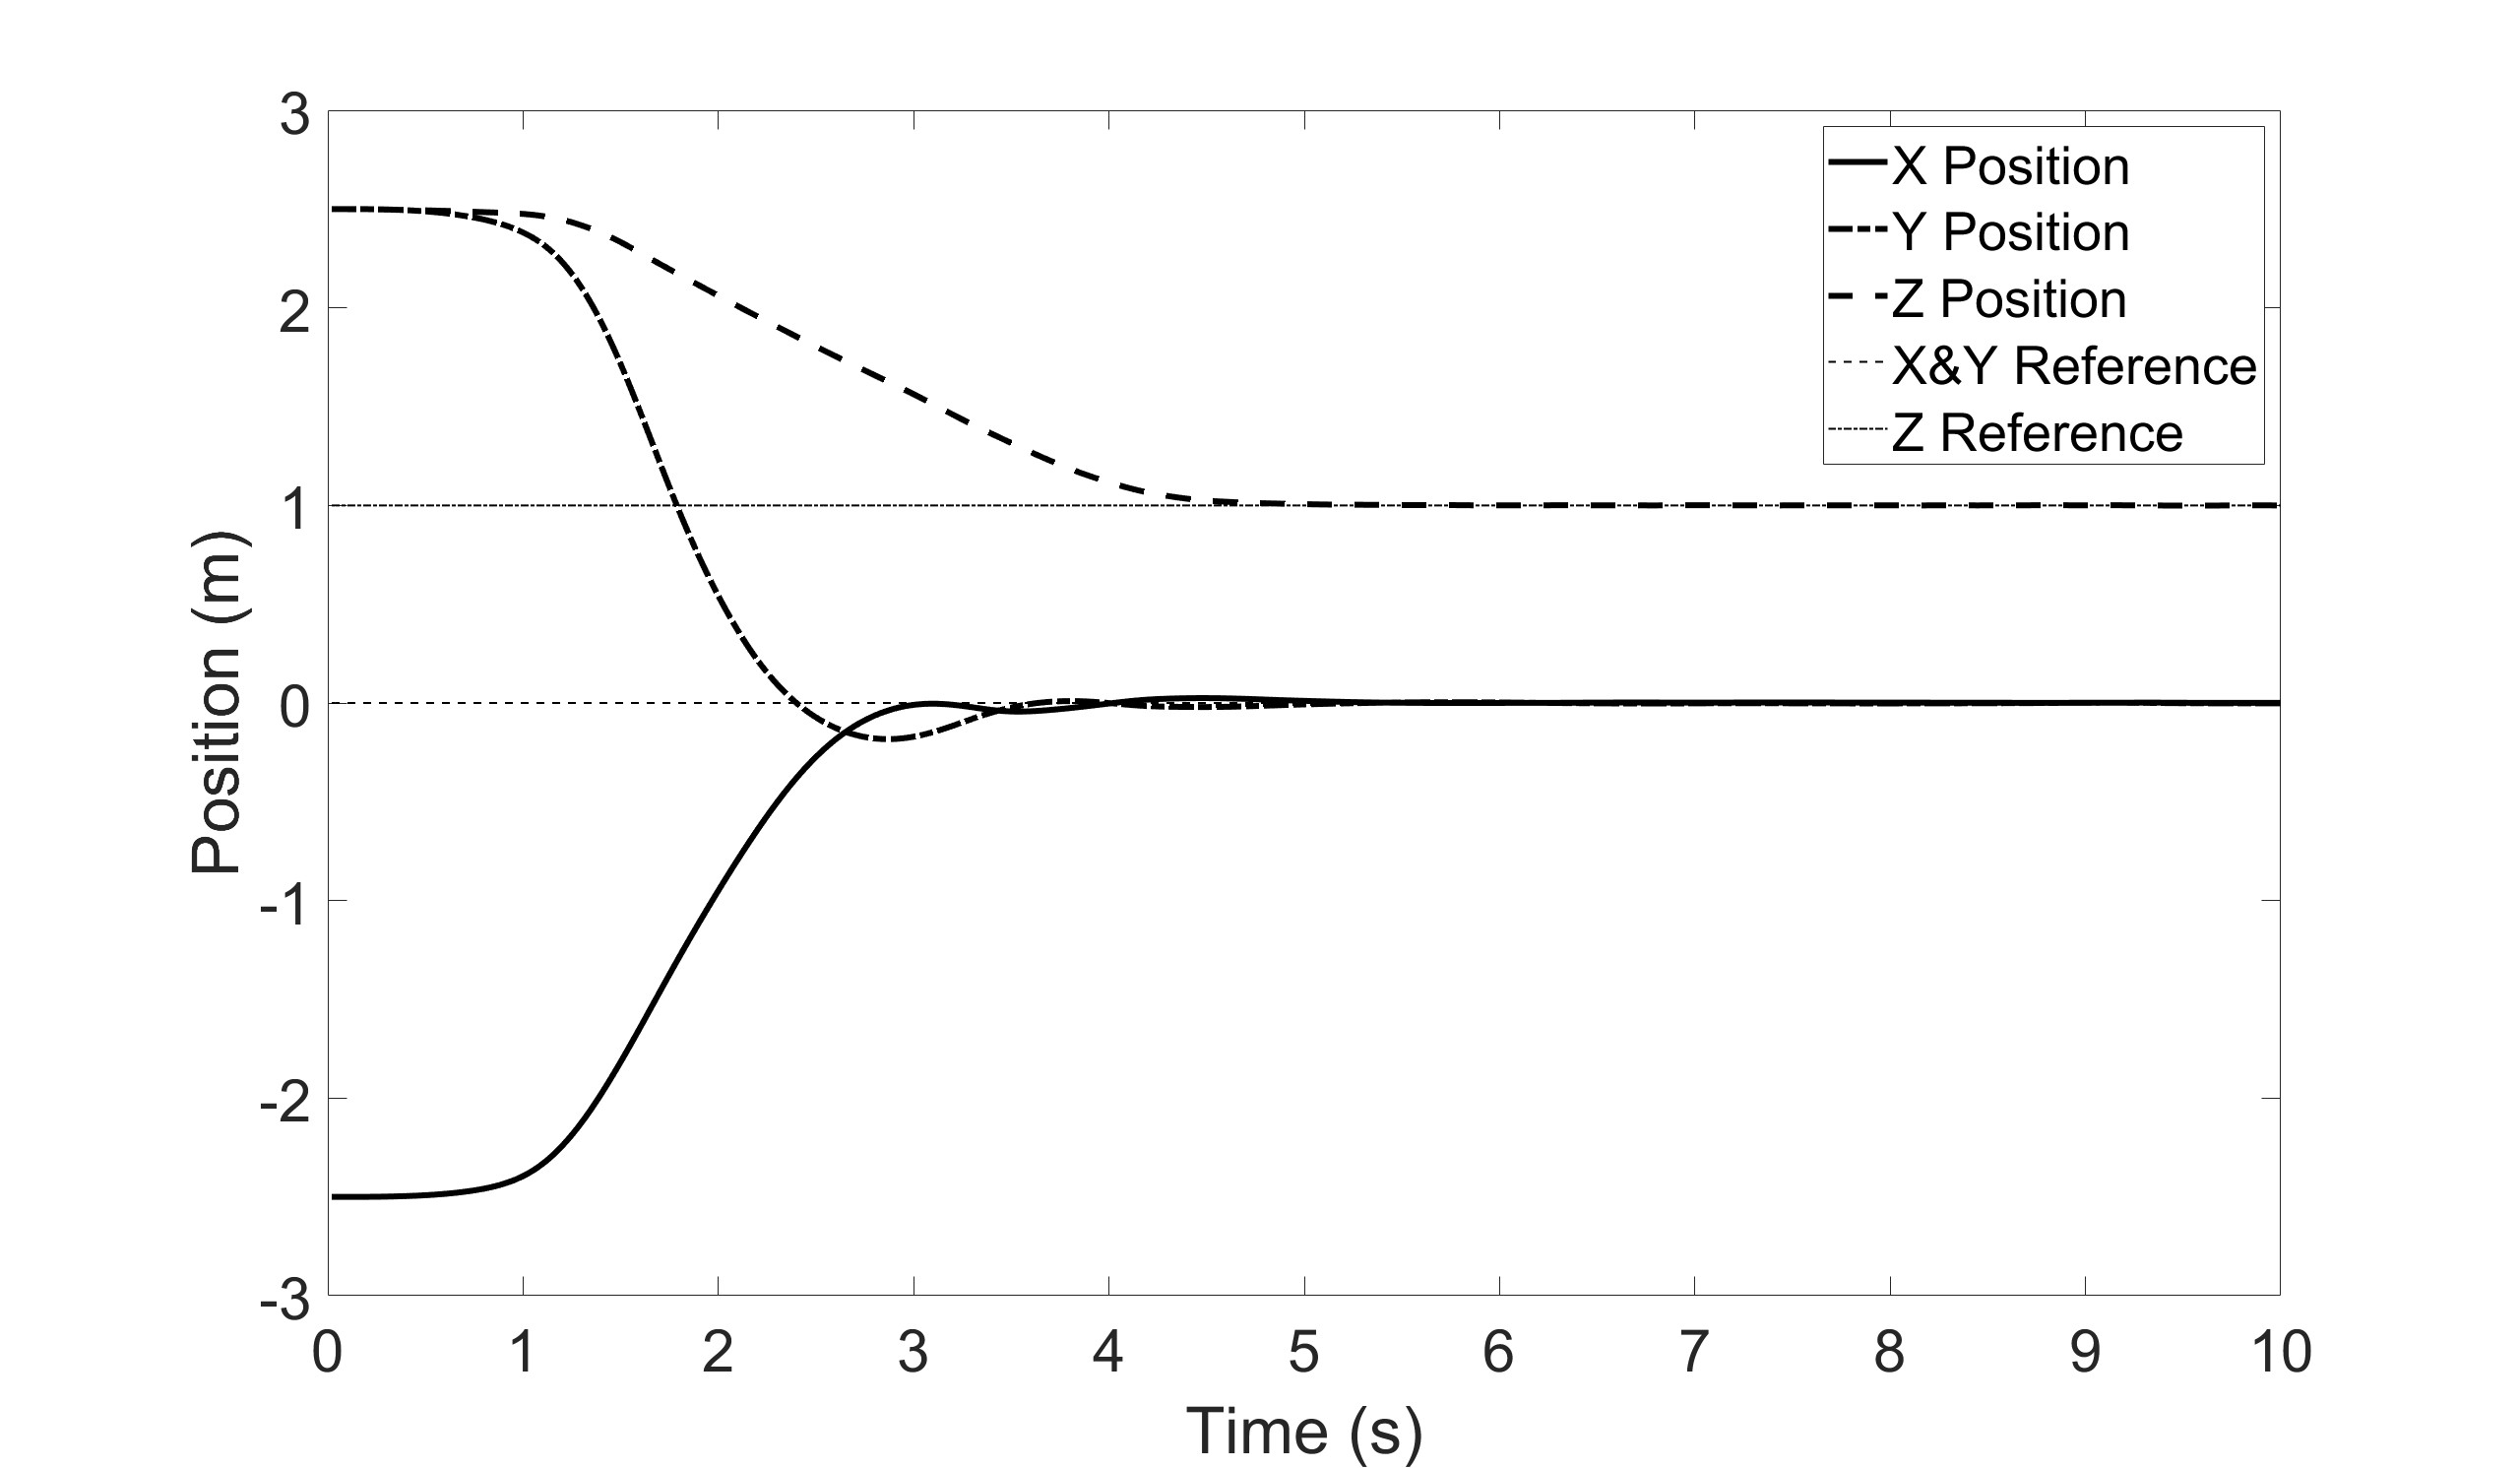 3
2
1
0
-1
-2
-3
Position (m)
X Position
Y Position
Z Position
X&Y Reference
Z Reference
0 1 2 3 4 5 6 7 8 9 10
Time (s)